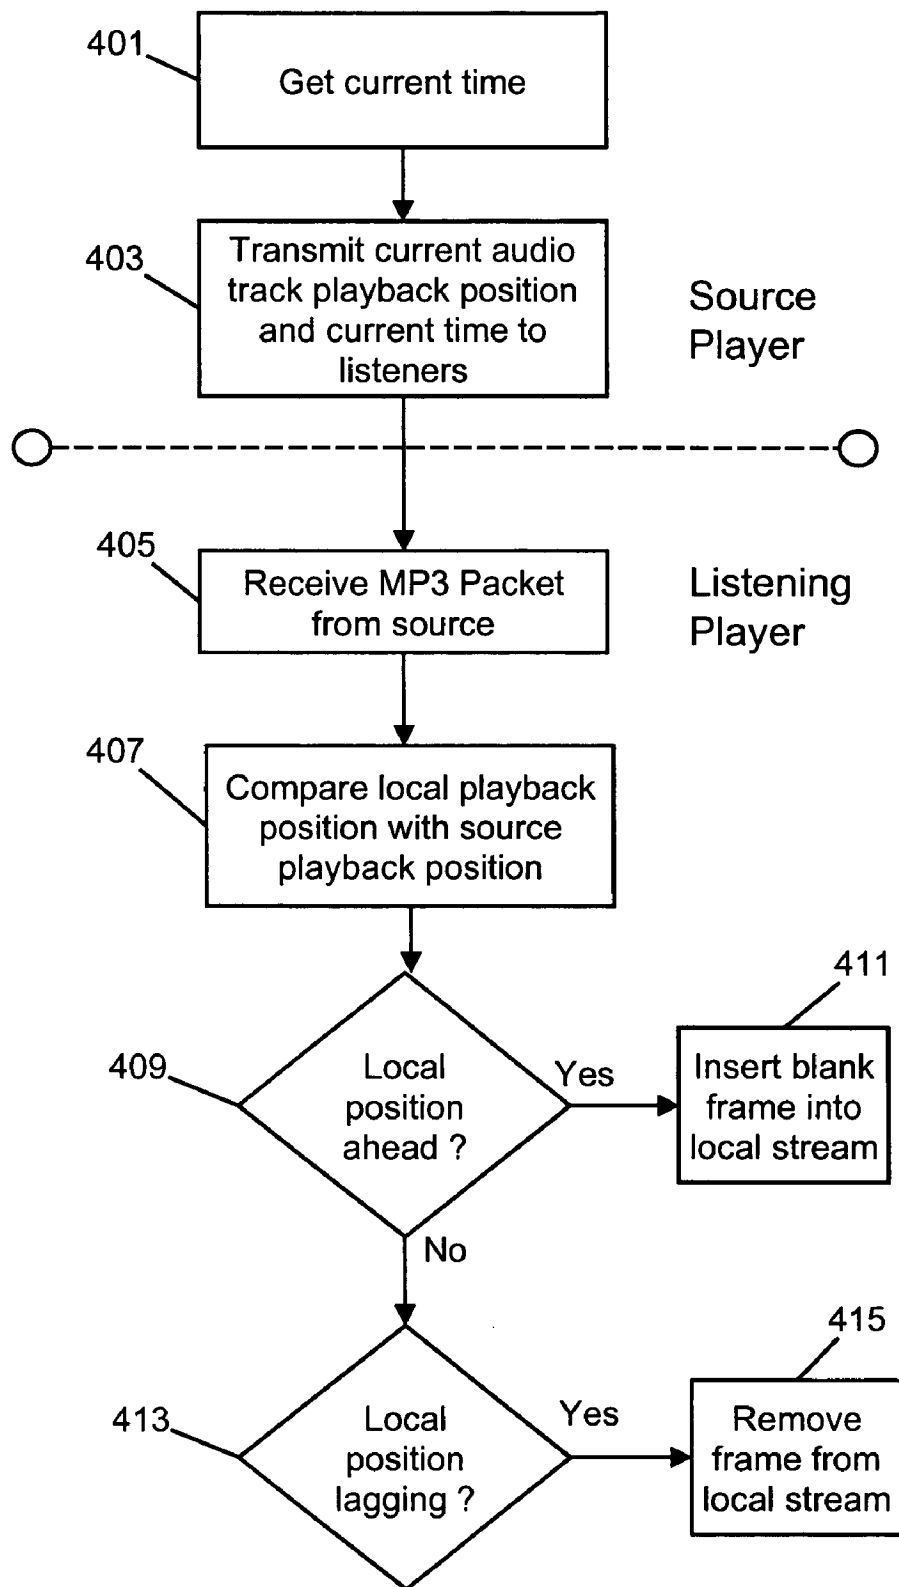 401
Get current time
403
Transmit current audio
track playback position
and current time to
listeners
Source
Player
405
Receive MP3 Packet
from source
Listening
Player
407
Compare local playback
position with source
playback position
409
Local
position
ahead ?
Yes
411
Insert blank
frame into
local stream
No
413
Local
position
lagging ?
Yes
415
Remove
frame from
local stream